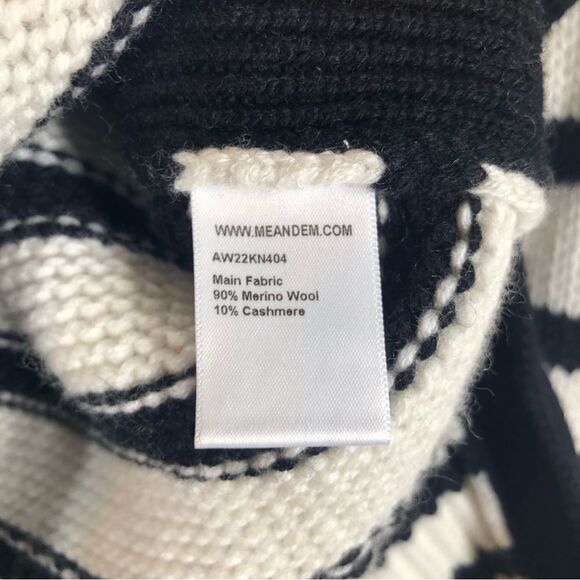 WWW.MEANDEM.COM
AW22KN404
Main Fabric
90% Merino Wool
10% Cashmere